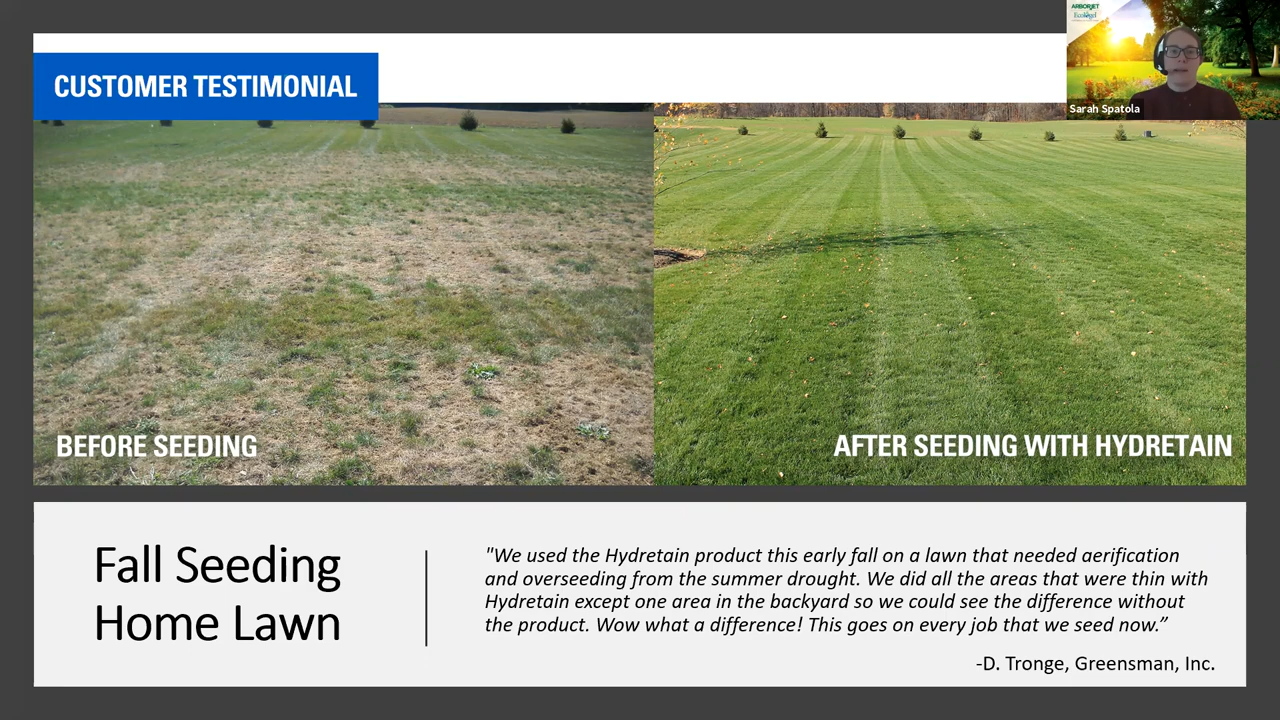 ARBORJET
EcoLogel
Sarah Spatola
CUSTOMER TESTIMONIAL
BEFORE SEEDING
AFTER SEEDING WITH HYDRETAIN
Fall Seeding
Home Lawn
"We used the Hydretain product this early fall on a lawn that needed aerification
and overseeding from the summer drought. We did all the areas that were thin with
Hydretain except one area in the backyard so we could see the difference without
the product. Wow what a difference! This goes on every job that we seed now.”
-D. Tronge, Greensman, Inc.